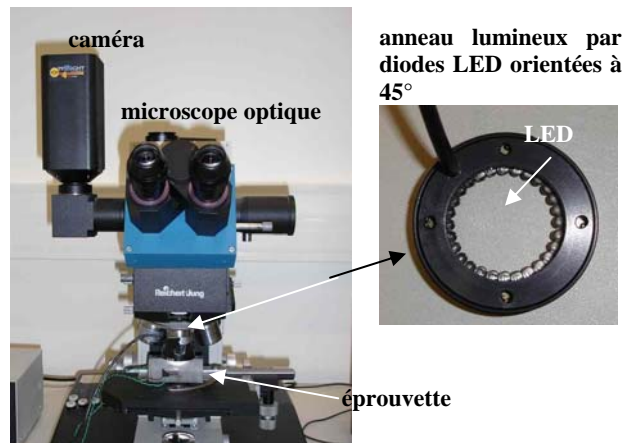 caméra
microscope optique
anneau lumineux par
diodes LED orientées à
45°
LED
Reichert Jung
éprouvette